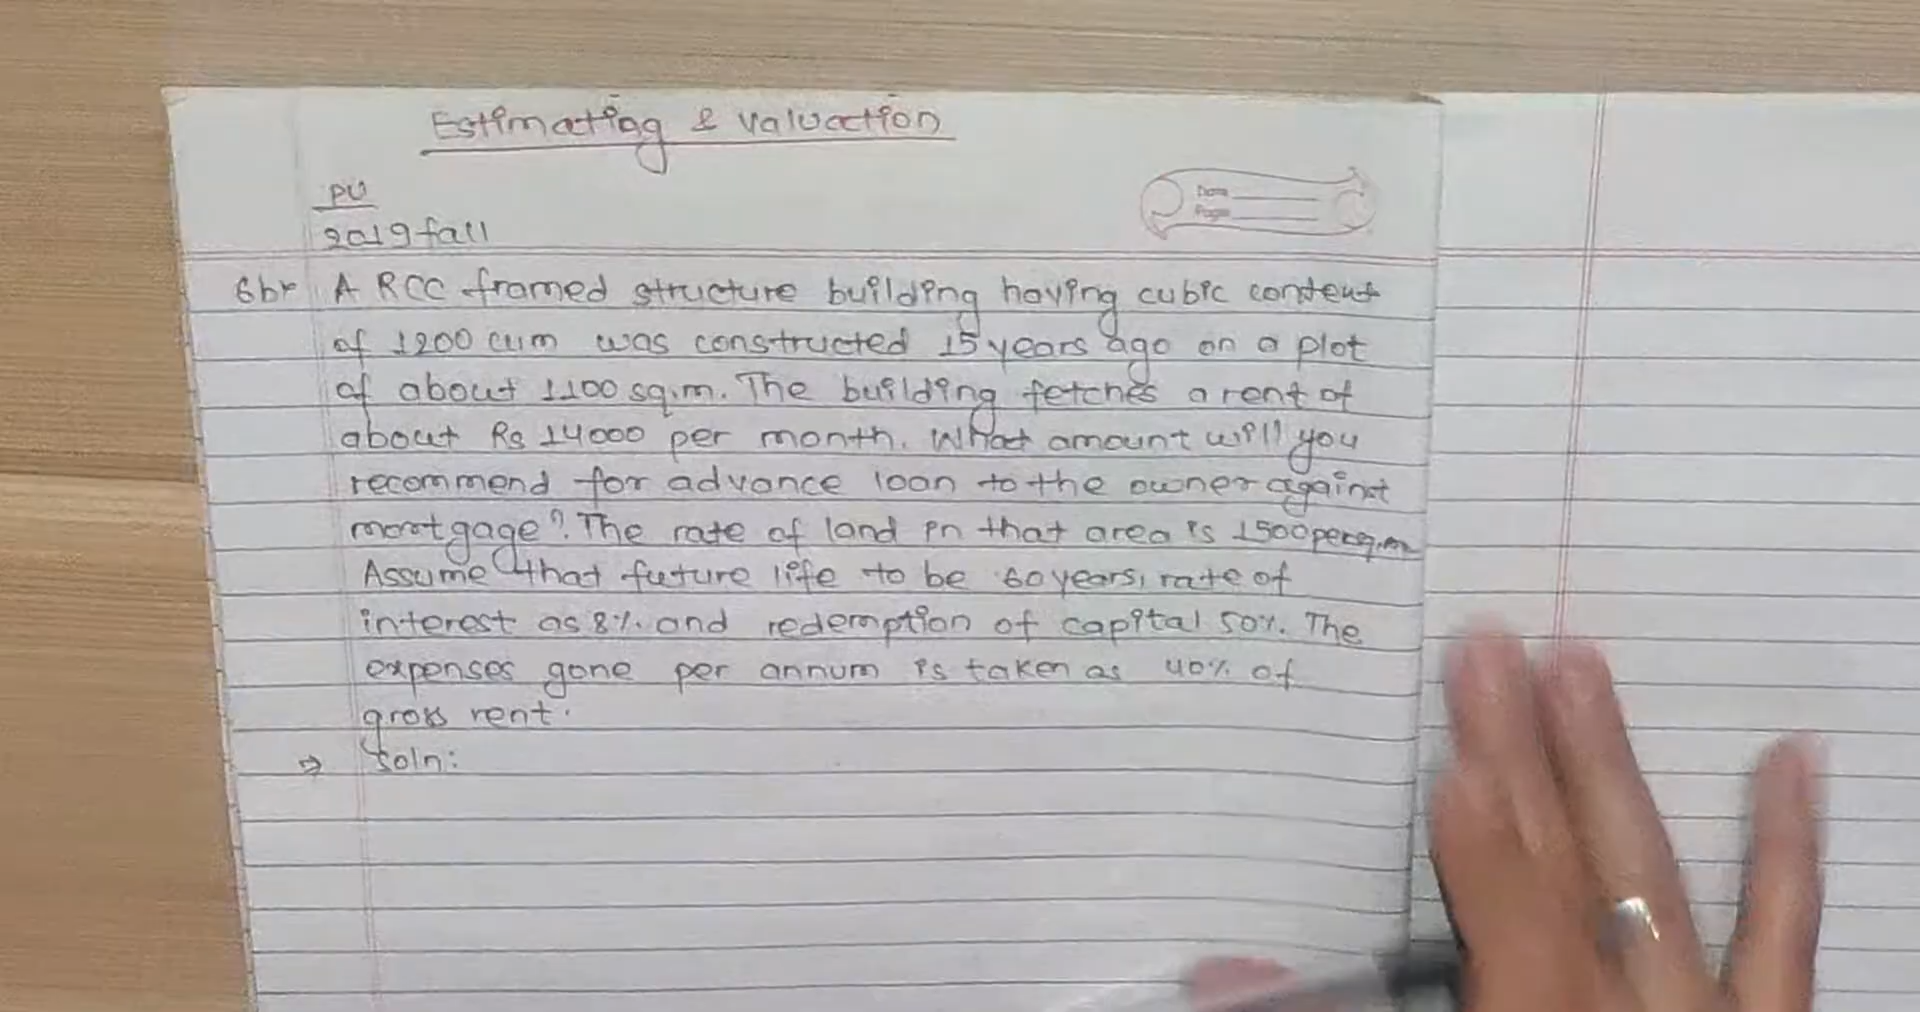 Estimating & valuation
PU
2019 fall
Date
Page
6b> A RCC framed structure building having cubic content
of 1200 cum was constructed 15 years ago on a plot
of about 1100 sq.m. The building fetches a rent of
about Rs 14000 per month. What amount will you
recommend for advance loan to the owner against
mortgage? The rate of land in that area is 1500 per sq.m
Assume that future life to be 60 years, rate of
interest as 8% and redemption of capital 50%. The
expenses gone per annum is taken as 40% of
gross rent.
⇒ soln: